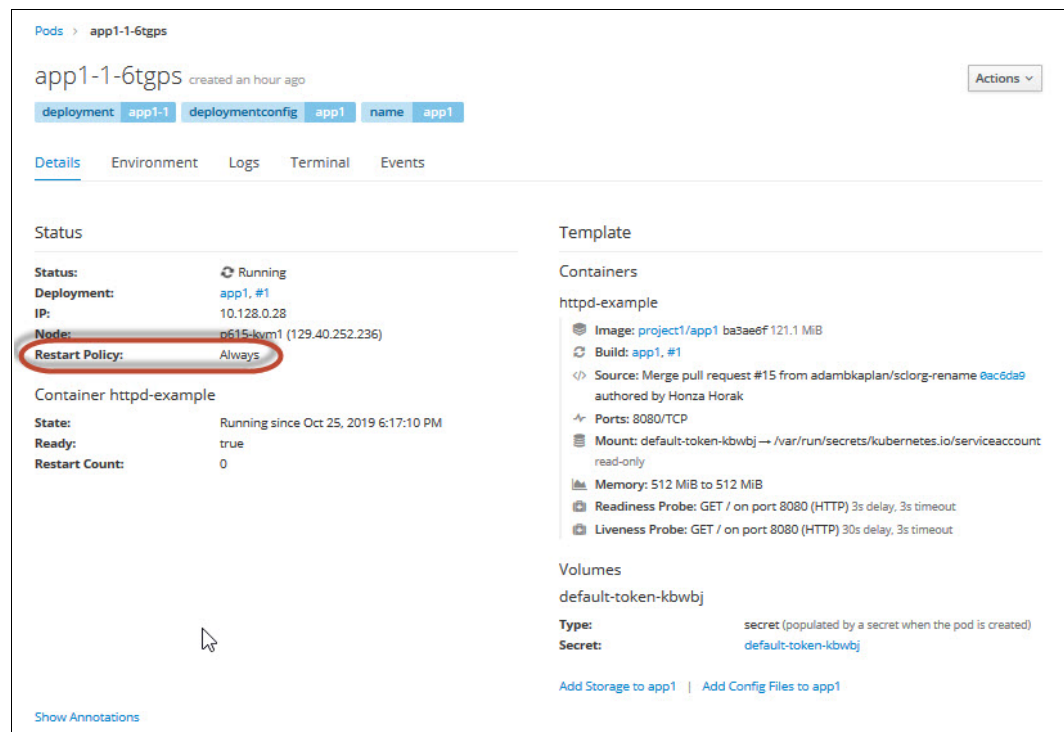 Pods > app1-1-6tgps
app1-1-6tgps created an hour ago
Actions
deployment app1-1 deploymentconfig app1 name app1
Details Environment Logs Terminal Events
Status
Status: Running
Deployment: app1, #1
IP: 10.128.0.28
Node: p615-kvm1 (129.40.252.236)
Restart Policy: Always
Container httpd-example
State: Running since Oct 25, 2019 6:17:10 PM
Ready: true
Restart Count: 0
Template
Containers
httpd-example
Image: project1/app1 ba3ae6f 121.1 MiB
Build: app1, #1
</> Source: Merge pull request #15 from adambkaplan/sclorg-rename 0ac6da9
authored by Honza Horak
Ports: 8080/TCP
Mount: default-token-kbwbj → /var/run/secrets/kubernetes.io/serviceaccount
read-only
Memory: 512 MiB to 512 MiB
Readiness Probe: GET / on port 8080 (HTTP) 3s delay, 3s timeout
Liveness Probe: GET / on port 8080 (HTTP) 30s delay, 3s timeout
Volumes
default-token-kbwbj
Type: secret (populated by a secret when the pod is created)
Secret: default-token-kbwbj
Add Storage to app1 | Add Config Files to app1
Show Annotations